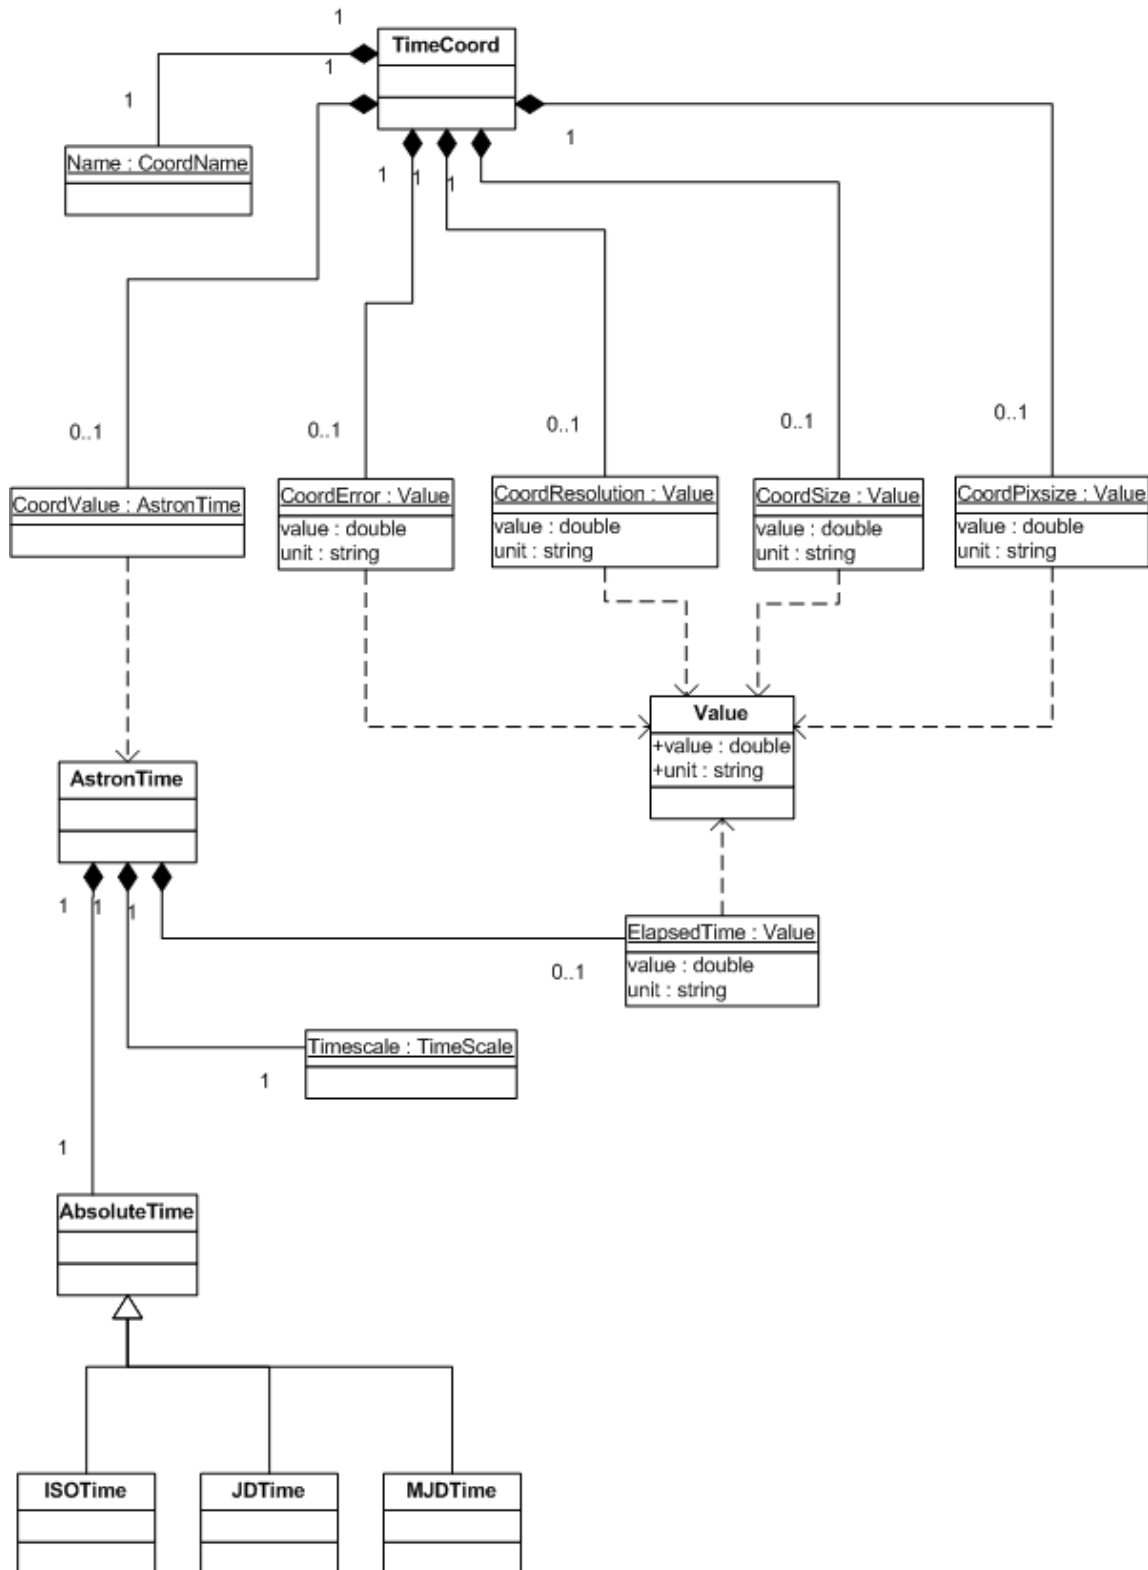 1
TimeCoord
1
1
1
1
1
1
Name : CoordName
0..1
0..1
0..1
0..1
0..1
CoordValue : AstronTime
CoordError : Value
value : double
unit : string
CoordResolution : Value
value : double
unit : string
CoordSize : Value
value : double
unit : string
CoordPixsize : Value
value : double
unit : string
Value
+value : double
+unit : string
AstronTime
1
1
1
ElapsedTime : Value
value : double
unit : string
0..1
Timescale : TimeScale
1
1
AbsoluteTime
ISOTime
JDTime
MJDTime